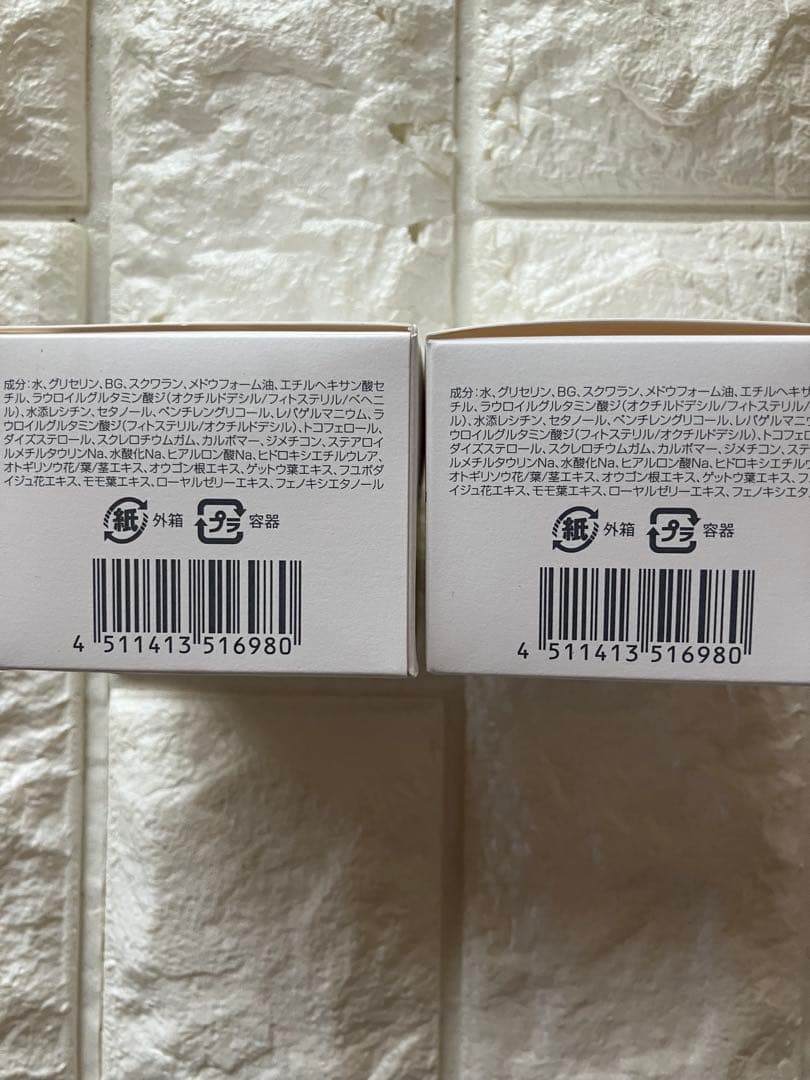 成分：水、グリセリン、BG、スクワラン、メドウフォーム油、エチルヘキサン酸セ
チル、ラウロイルグルタミン酸ジ（オクチルドデシル/フィトステリル/ベヘニ
ル）、水添レシチン、セタノール、ペンチレングリコール、レパゲルマニウム、ラ
ウロイルグルタミン酸ジ（フィトステリル/オクチルドデシル）、トコフェロール、
ダイズステロール、スクレロチウムガム、カルボマー、ジメチコン、ステアロイ
ルメチルタウリンNa、水酸化Na、ヒアルロン酸Na、ヒドロキシエチルウレア、
オトギリソウ花/葉/茎エキス、オウゴン根エキス、ゲットウ葉エキス、フユボダ
イジュ花エキス、モモ葉エキス、ローヤルゼリーエキス、フェノキシエタノール
紙 外箱 プラ 容器
4 511413 516980
成分：水、グリセリン、BG、スクワラン、メドウフォーム油、エチルヘキ
チル、ラウロイルグルタミン酸ジ（オクチルドデシル/フィトステリル/
ル）、水添レシチン、セタノール、ペンチレングリコール、レパゲルマニ
ウロイルグルタミン酸ジ（フィトステリル/オクチルドデシル）、トコフェ
ダイズステロール、スクレロチウムガム、カルボマー、ジメチコン、ステ
ルメチルタウリンNa、水酸化Na、ヒアルロン酸Na、ヒドロキシエチル
オトギリソウ花/葉/茎エキス、オウゴン根エキス、ゲットウ葉エキス、フ
イジュ花エキス、モモ葉エキス、ローヤルゼリーエキス、フェノキシエタ
紙 外箱 プラ 容器
4 511413 516980